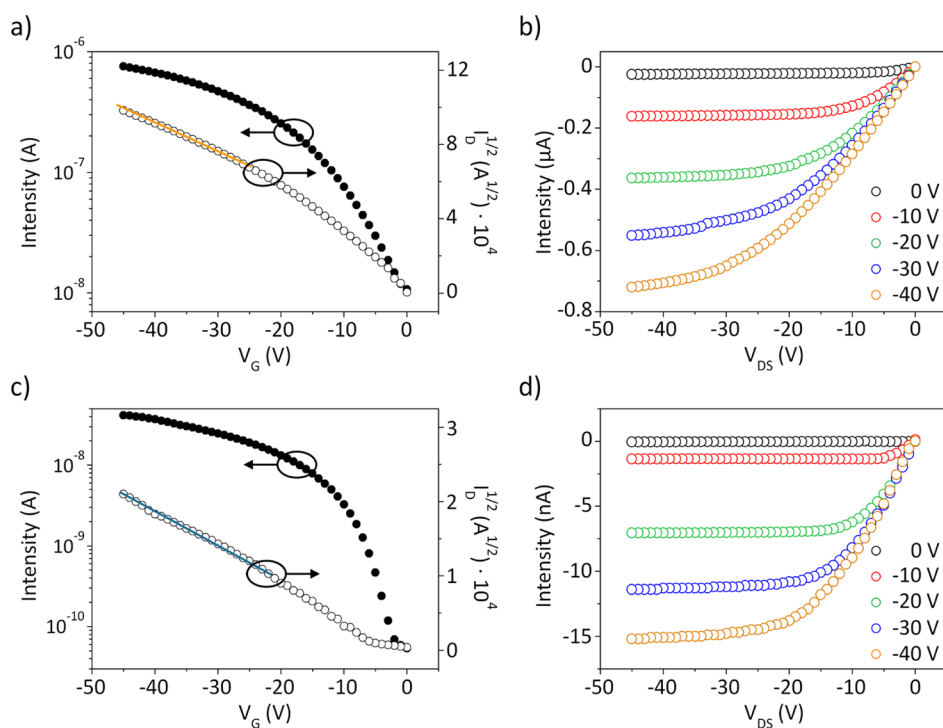 a)
Intensity (A)
10⁻⁶
10⁻⁷
10⁻⁸
12
8
4
0
I_D^1/2 (A^1/2) · 10⁴
-50 -40 -30 -20 -10 0
V_G (V)
b)
Intensity (µA)
0
-0.2
-0.4
-0.6
-0.8
0 V
-10 V
-20 V
-30 V
-40 V
-50 -40 -30 -20 -10 0
V_DS (V)
c)
Intensity (A)
10⁻⁸
10⁻⁹
10⁻¹⁰
3
2
1
0
I_D^1/2 (A^1/2) · 10⁴
-50 -40 -30 -20 -10 0
V_G (V)
d)
Intensity (nA)
0
-5
-10
-15
0 V
-10 V
-20 V
-30 V
-40 V
-50 -40 -30 -20 -10 0
V_DS (V)